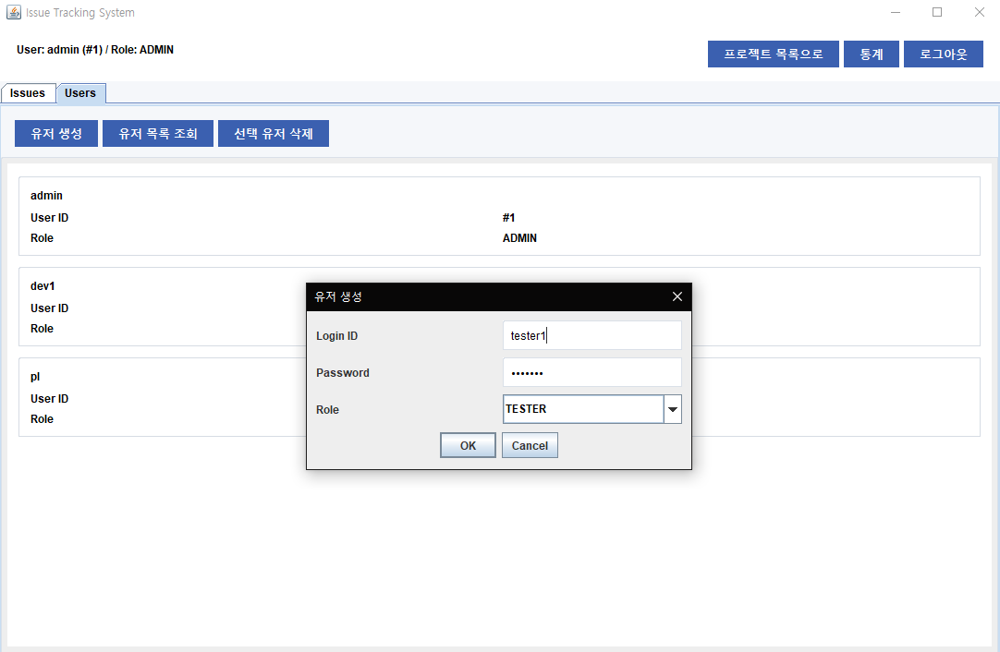 Issue Tracking System
User: admin (#1) / Role: ADMIN
프로젝트 목록으로 통계 로그아웃
Issues Users
유저 생성 유저 목록 조회 선택 유저 삭제
admin
User ID #1
Role ADMIN
dev1
User ID
Role
pl
User ID
Role
유저 생성
Login ID tester1
Password •••••••
Role TESTER
OK Cancel